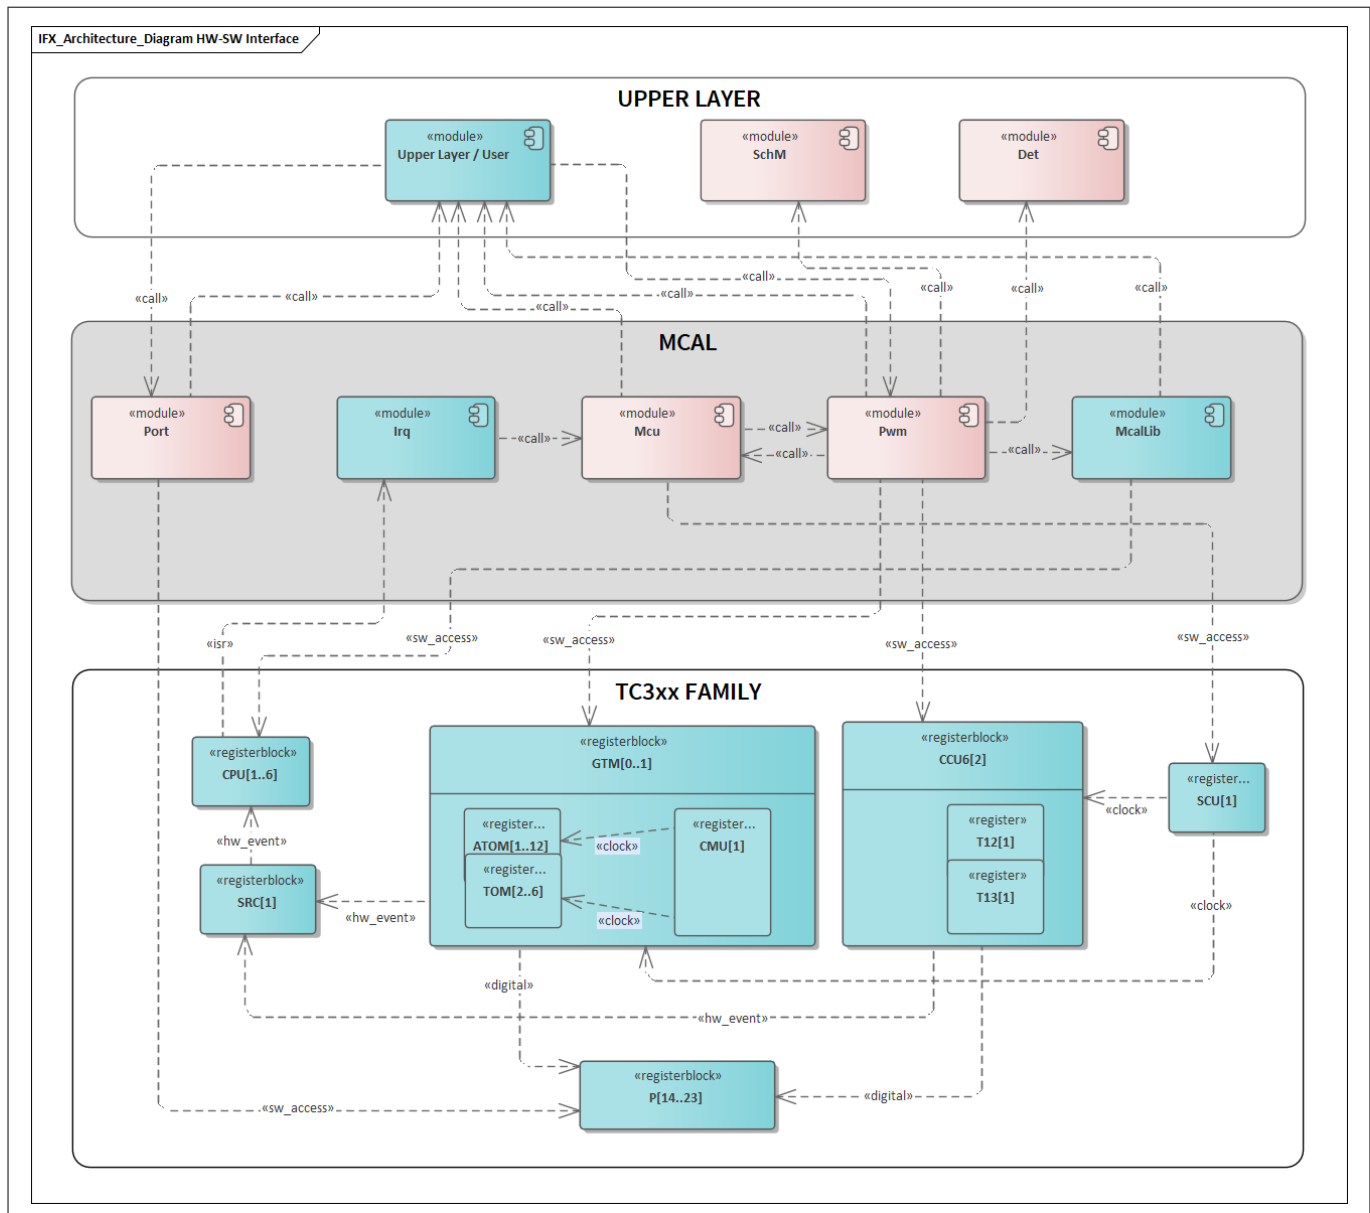 IFX_Architecture_Diagram HW-SW Interface
UPPER LAYER
«module»
Upper Layer / User
«module»
SchM
«module»
Det
«call»
«call»
«call»
«call»
«call»
«call»
«call»
«call»
MCAL
«module»
Port
«module»
Irq
«module»
Mcu
«module»
Pwm
«module»
McalLib
«call»
«call»
«call»
«call»
«isr»
«sw_access»
«sw_access»
«sw_access»
«sw_access»
TC3xx FAMILY
«registerblock»
CPU[1..6]
«registerblock»
GTM[0..1]
«registerblock»
CCU6[2]
«register...
SCU[1]
«register...
ATOM[1..12]
«register...
TOM[2..6]
«clock»
«clock»
«register...
CMU[1]
«register»
T12[1]
«register»
T13[1]
«clock»
«hw_event»
«registerblock»
SRC[1]
«hw_event»
«clock»
«digital»
«hw_event»
«registerblock»
P[14..23]
«digital»
«sw_access»